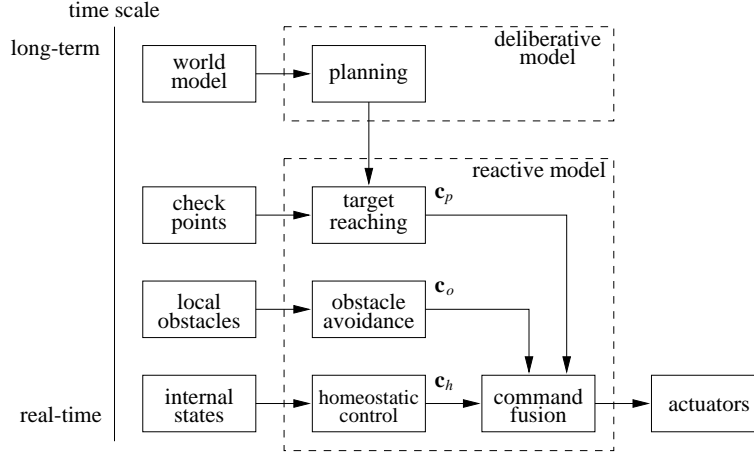 time scale
long-term
world
model
planning
deliberative
model
reactive model
check
points
target
reaching
c_p
local
obstacles
obstacle
avoidance
c_o
real-time
internal
states
homeostatic
control
c_h
command
fusion
actuators